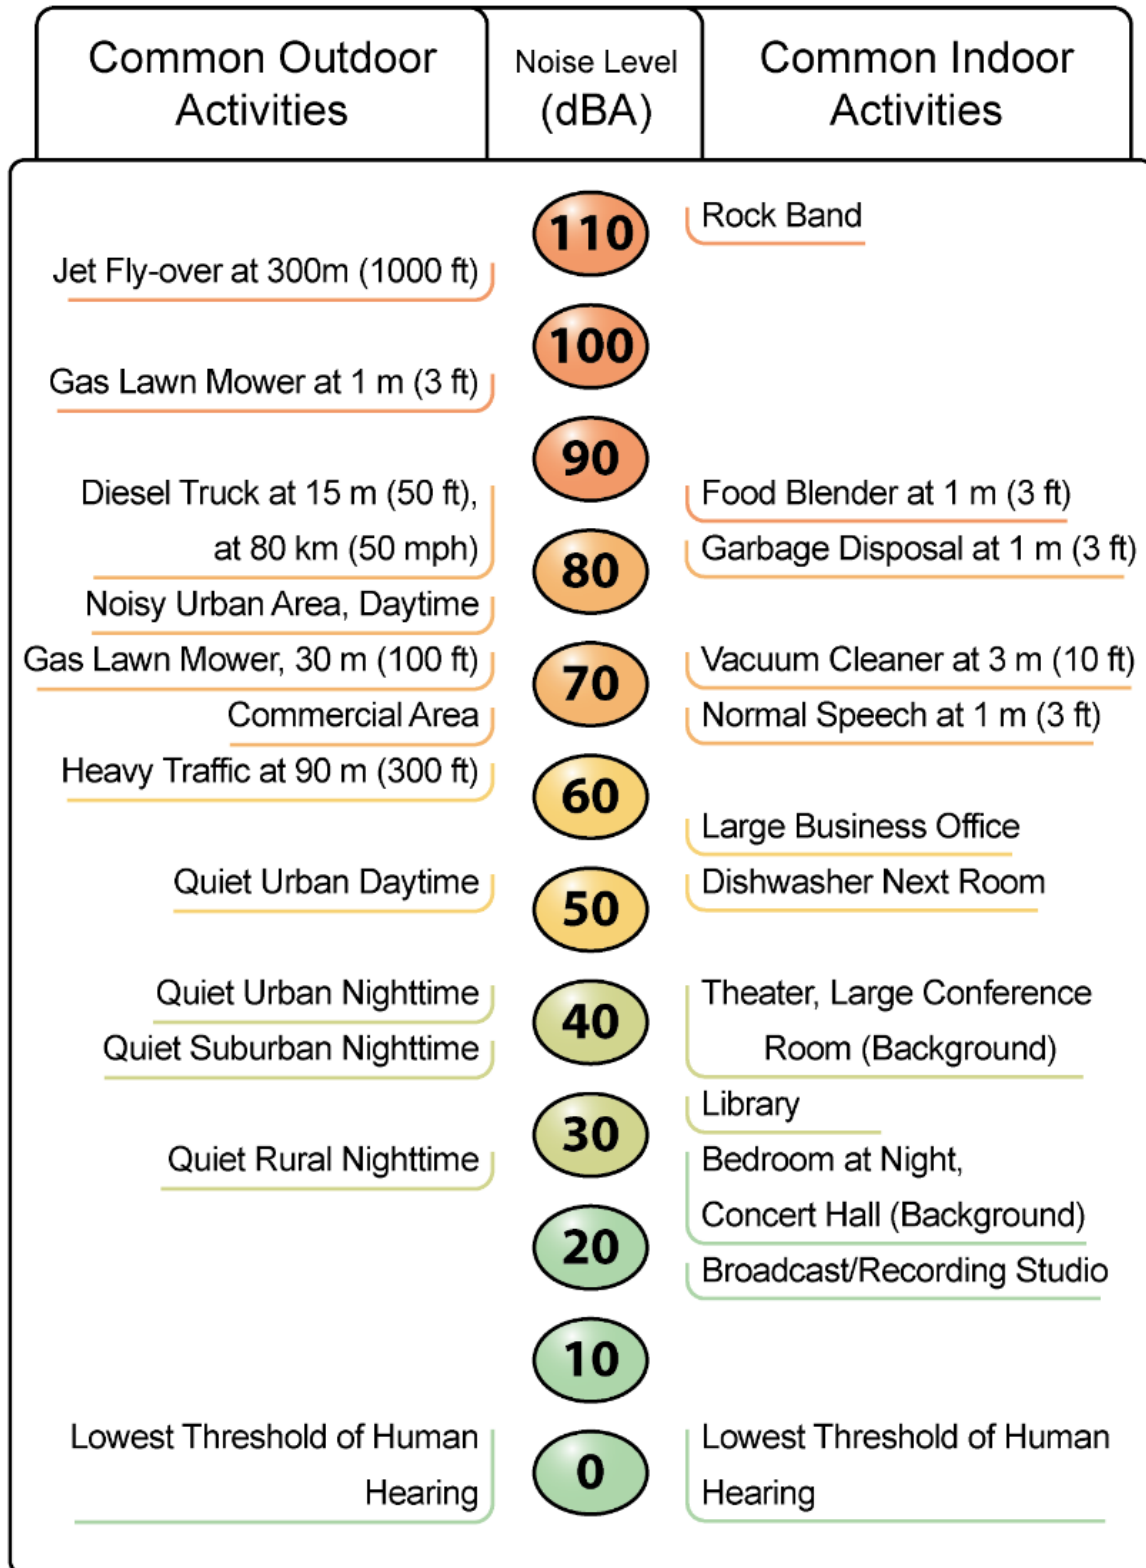 Common Outdoor
Activities
Noise Level
(dBA)
Common Indoor
Activities
110
Rock Band
Jet Fly-over at 300m (1000 ft)
100
Gas Lawn Mower at 1 m (3 ft)
90
Diesel Truck at 15 m (50 ft),
at 80 km (50 mph)
Food Blender at 1 m (3 ft)
80
Garbage Disposal at 1 m (3 ft)
Noisy Urban Area, Daytime
Gas Lawn Mower, 30 m (100 ft)
70
Vacuum Cleaner at 3 m (10 ft)
Commercial Area
Normal Speech at 1 m (3 ft)
Heavy Traffic at 90 m (300 ft)
60
Large Business Office
Quiet Urban Daytime
50
Dishwasher Next Room
Quiet Urban Nighttime
40
Theater, Large Conference
Room (Background)
Quiet Suburban Nighttime
Library
30
Quiet Rural Nighttime
Bedroom at Night,
Concert Hall (Background)
20
Broadcast/Recording Studio
10
Lowest Threshold of Human
Hearing
0
Lowest Threshold of Human
Hearing